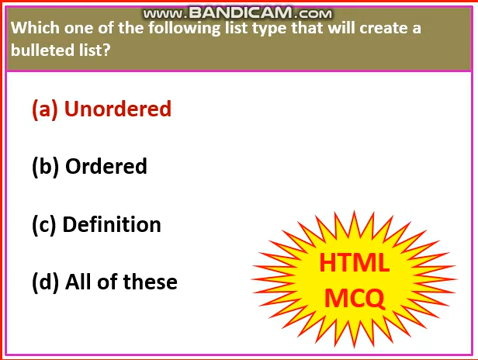 www.BANDICAM.com
Which one of the following list type that will create a
bulleted list?
(a) Unordered
(b) Ordered
(c) Definition
(d) All of these
HTML
MCQ